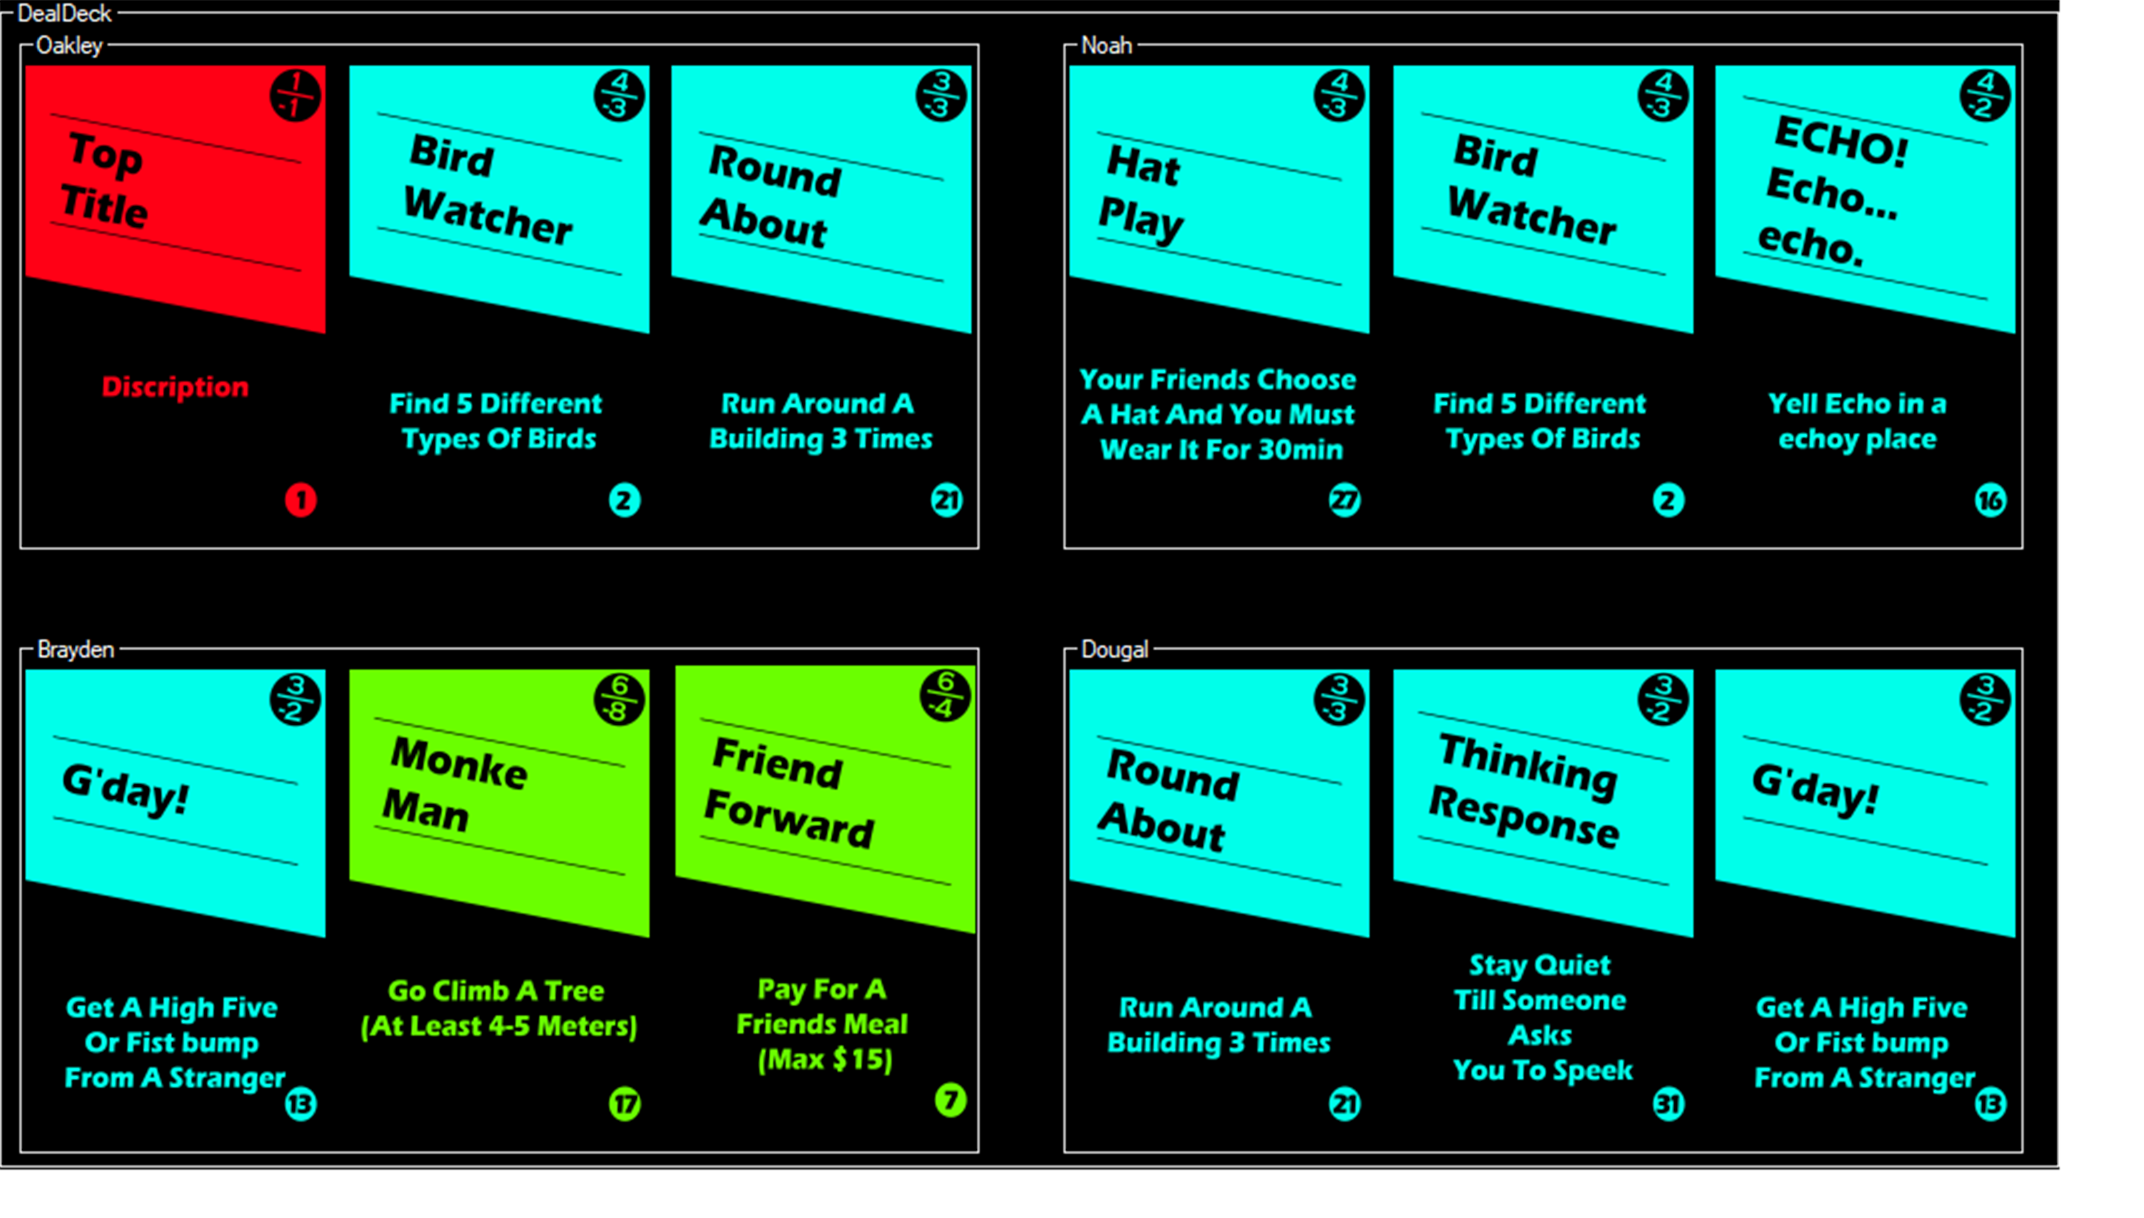 DealDeck
Oakley
1
-1
Top
Title
Discription
1
4
-3
Bird
Watcher
Find 5 Different
Types Of Birds
2
3
-3
Round
About
Run Around A
Building 3 Times
21
Noah
4
-3
Hat
Play
Your Friends Choose
A Hat And You Must
Wear It For 30min
27
4
-3
Bird
Watcher
Find 5 Different
Types Of Birds
2
4
-2
ECHO!
Echo...
echo.
Yell Echo in a
echoy place
16
Brayden
3
-2
G'day!
Get A High Five
Or Fist bump
From A Stranger
13
6
-8
Monke
Man
Go Climb A Tree
(At Least 4-5 Meters)
17
6
-4
Friend
Forward
Pay For A
Friends Meal
(Max $15)
7
Dougal
3
-3
Round
About
Run Around A
Building 3 Times
21
3
-2
Thinking
Response
Stay Quiet
Till Someone
Asks
You To Speek
31
3
-2
G'day!
Get A High Five
Or Fist bump
From A Stranger
13